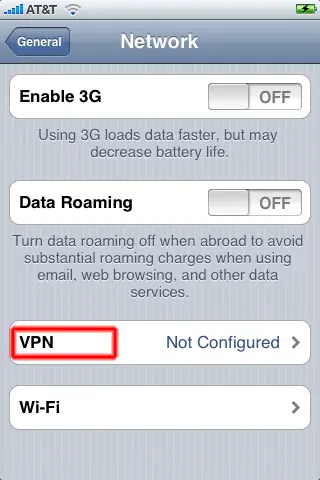 AT&T
General
Network
Enable 3G
OFF
Using 3G loads data faster, but may
decrease battery life.
Data Roaming
OFF
Turn data roaming off when abroad to avoid
substantial roaming charges when using
email, web browsing, and other data
services.
VPN
Not Configured
Wi-Fi